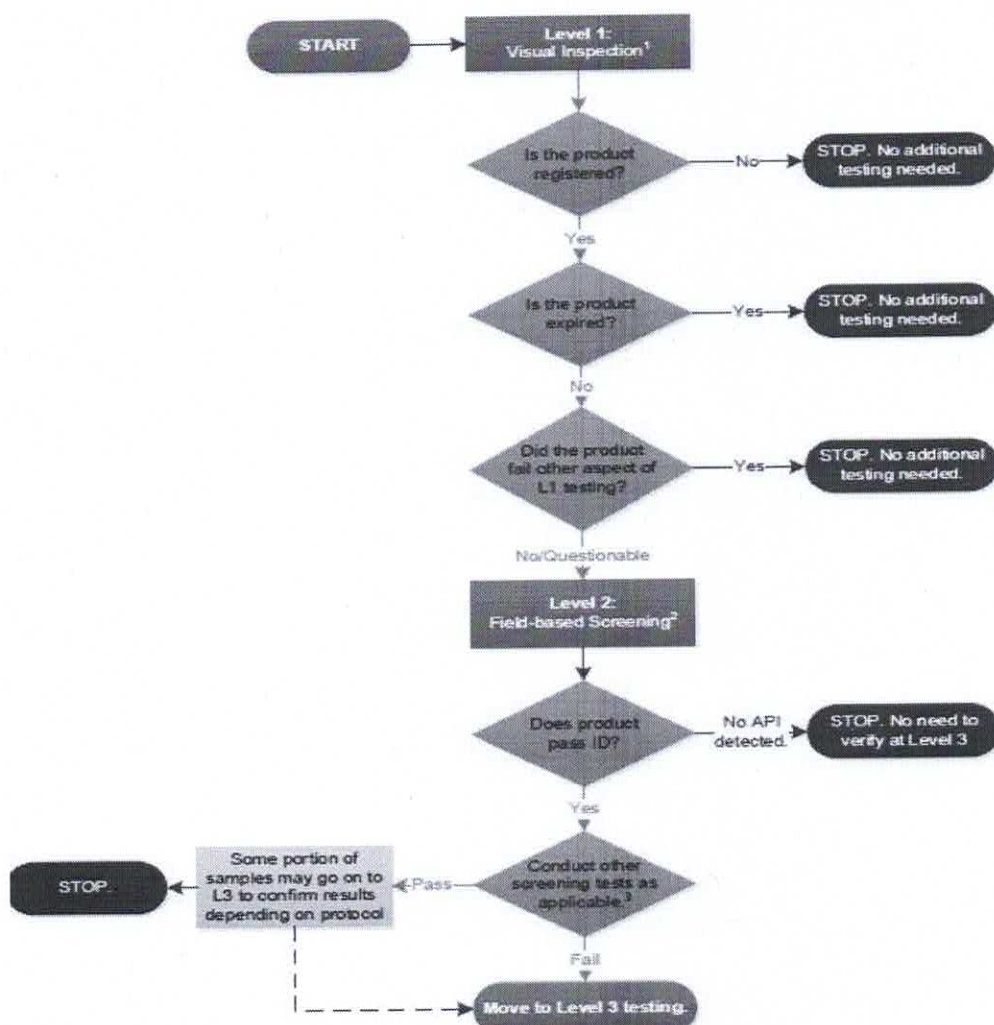 START
Level 1:
Visual Inspection¹
Is the product
registered?
No
STOP. No additional
testing needed.
Yes
Is the product
expired?
Yes
STOP. No additional
testing needed.
No
Did the product
fail other aspect of
L1 testing?
Yes
STOP. No additional
testing needed.
No/Questionable
Level 2:
Field-based Screening²
Does product
pass ID?
No API
detected.
STOP. No need to
verify at Level 3
Yes
Conduct other
screening tests as
applicable.³
Pass
Some portion of
samples may go on to
L3 to confirm results
depending on protocol
STOP
Fail
Move to Level 3 testing.